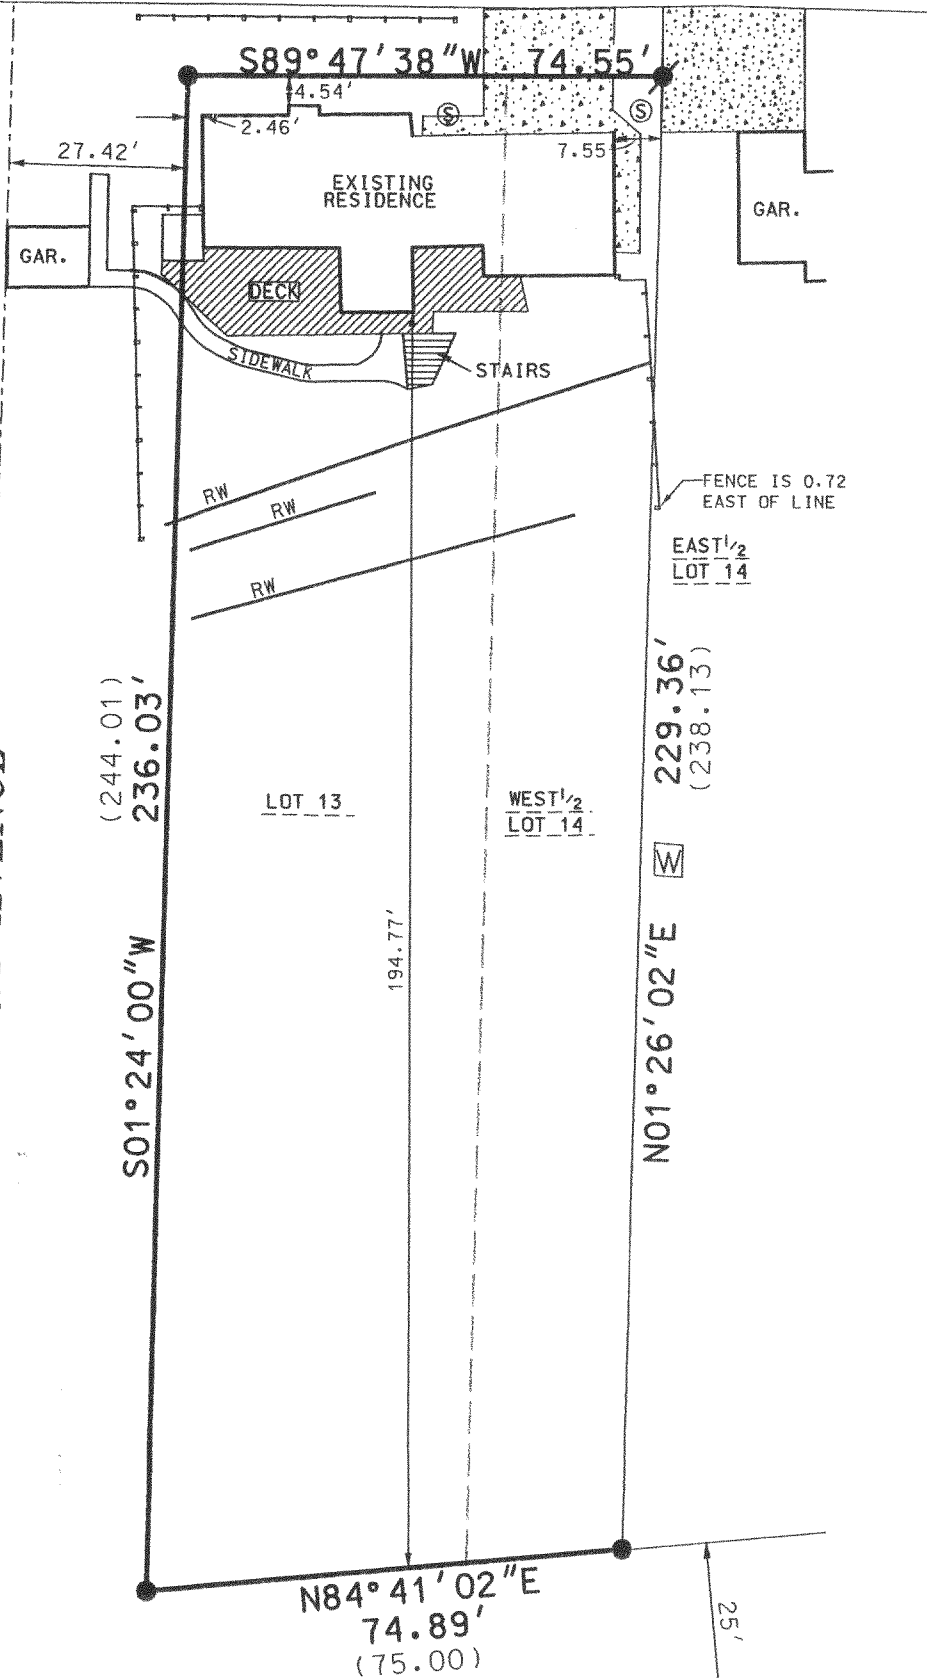 S89°47'38"W 74.55'
4.54'
S
S
2.46'
7.55
27.42'
EXISTING
RESIDENCE
GAR.
GAR.
DECK
SIDEWALK
STAIRS
RW
RW
RW
FENCE IS 0.72
EAST OF LINE
EAST 1/2
LOT 14
(244.01)
236.03'
S01°24'00"W
LOT 13
WEST 1/2
LOT 14
194.77'
229.36'
(238.13)
W
N01°26'02"E
N84°41'02"E
74.89'
(75.00)
25'